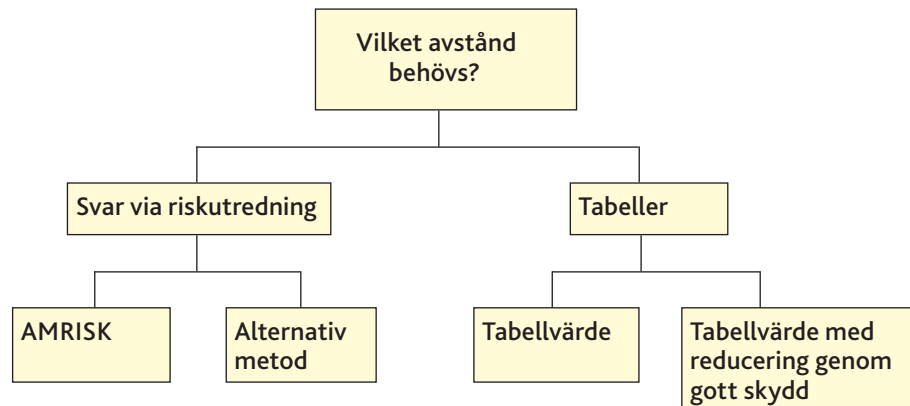 Vilket avstånd
behövs?
Svar via riskutredning
Tabeller
AMRISK
Alternativ
metod
Tabellvärde
Tabellvärde med
reducering genom
gott skydd